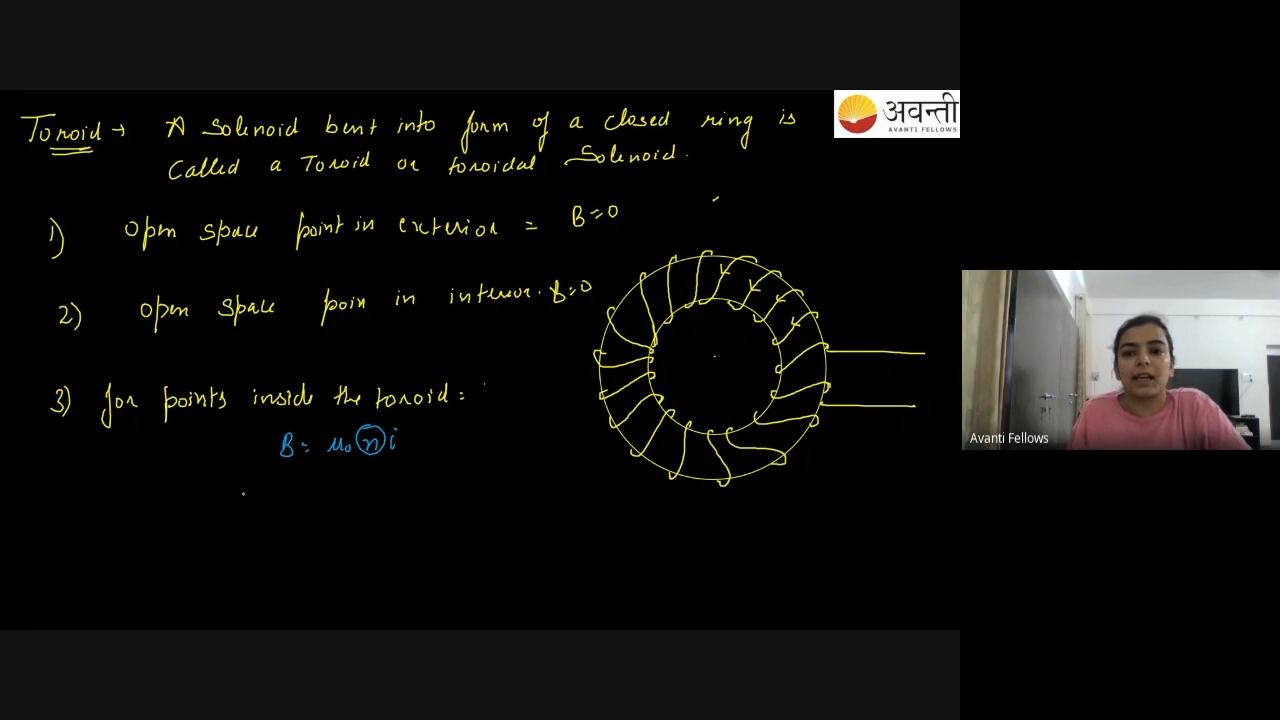 Toroid → A Solenoid bent into form of a closed ring is
called a Toroid or toroidal Solenoid.
1) Open space point in exterior = B=0
2) Open space poin in interior. B=0
3) for points inside the toroid:
B= μ₀ n i
अवन्ती
AVANTI FELLOWS
Avanti Fellows